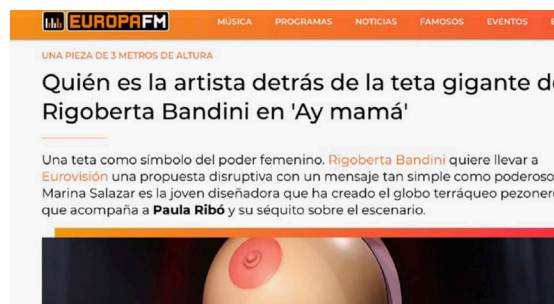 EUROPAFM MÚSICA PROGRAMAS NOTICIAS FAMOSOS EVENTOS
UNA PIEZA DE 3 METROS DE ALTURA
Quién es la artista detrás de la teta gigante de
Rigoberta Bandini en 'Ay mamá'
Una teta como símbolo del poder femenino. Rigoberta Bandini quiere llevar a
Eurovisión una propuesta disruptiva con un mensaje tan simple como poderoso
Marina Salazar es la joven diseñadora que ha creado el globo terráqueo pezoner
que acompaña a Paula Ribó y su séquito sobre el escenario.